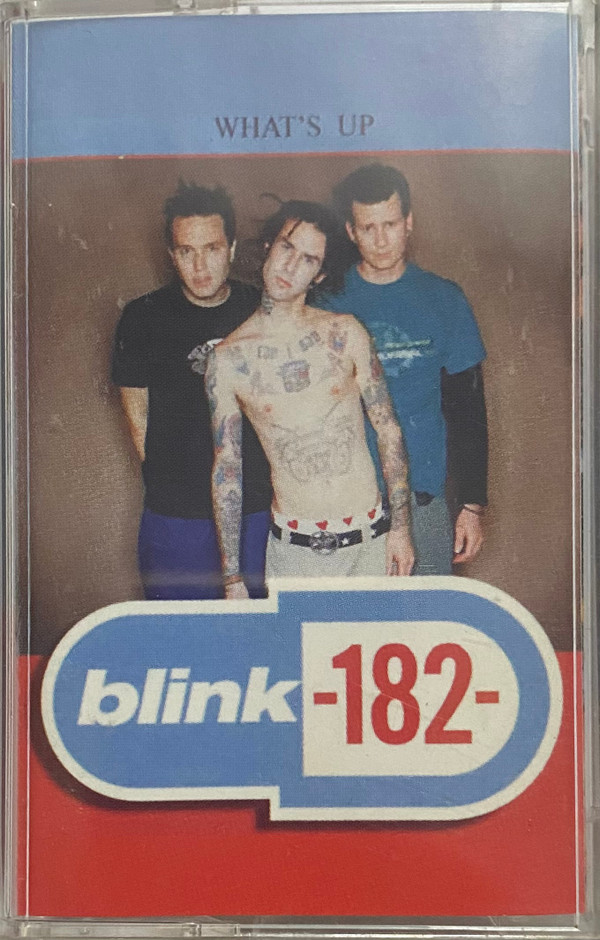 WHAT'S UP
blink -182-